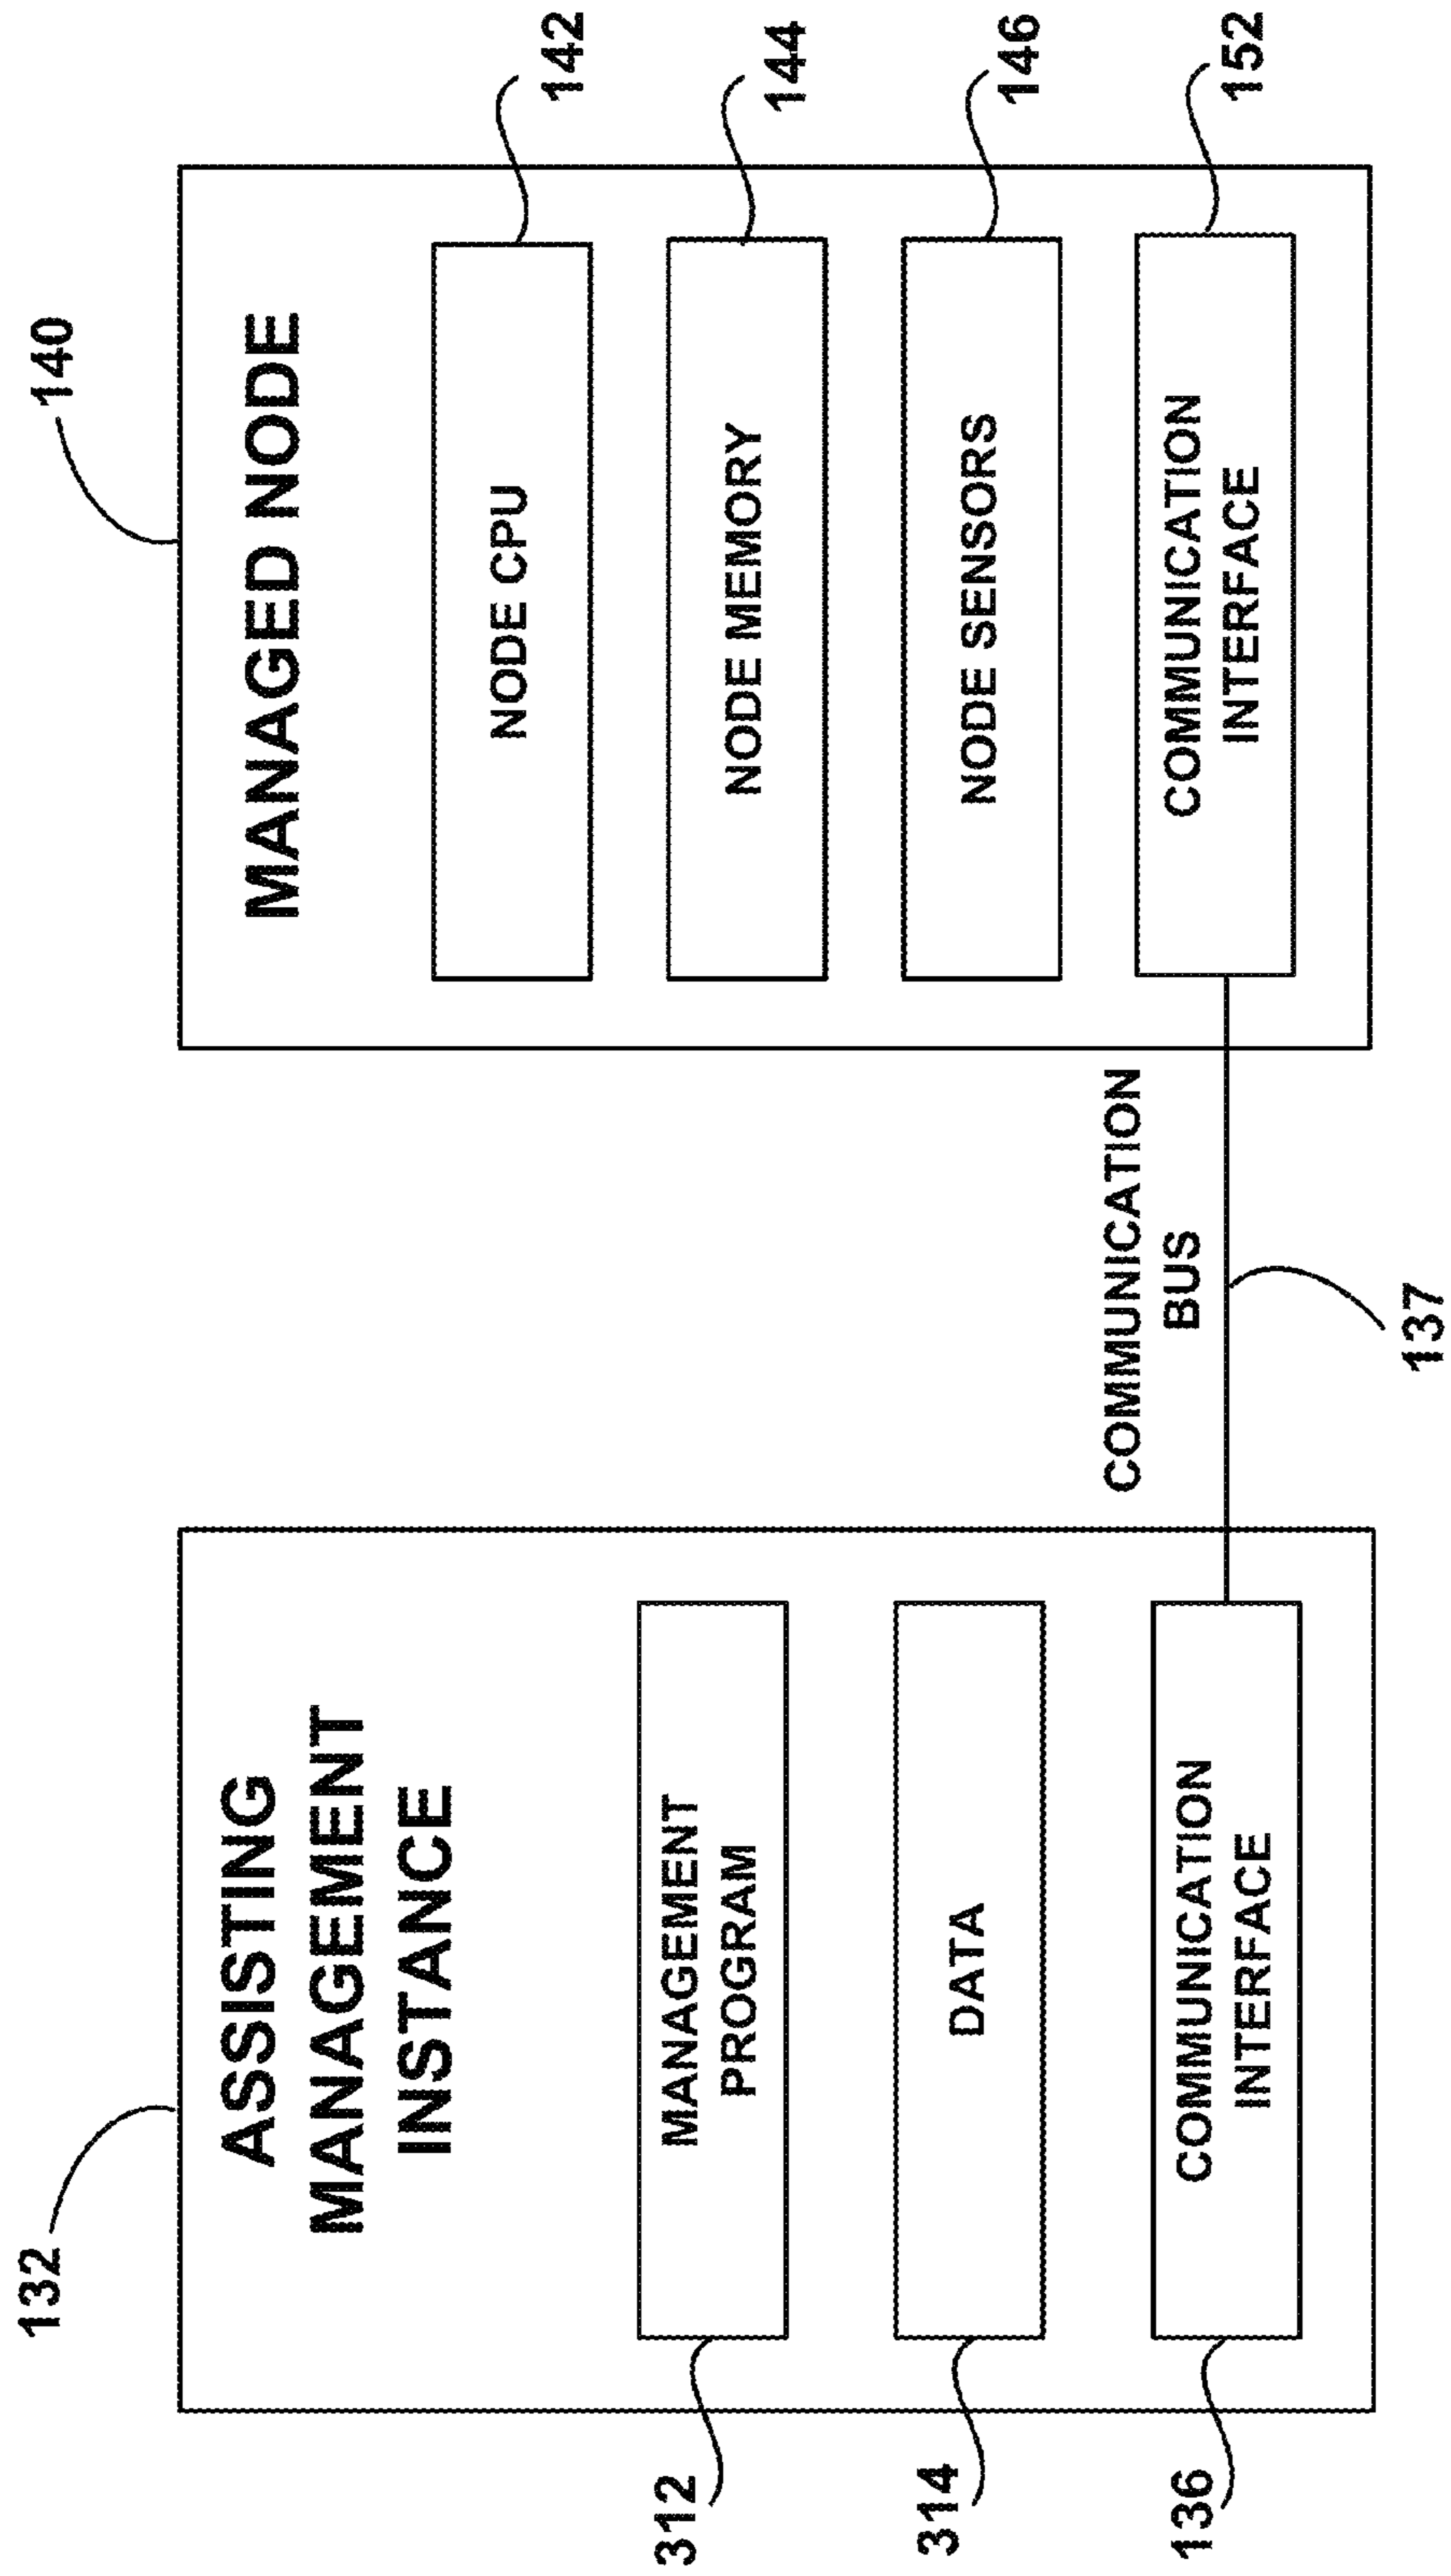 132
ASSISTING
MANAGEMENT
INSTANCE
312
MANAGEMENT
PROGRAM
314
DATA
136
COMMUNICATION
INTERFACE
COMMUNICATION
BUS
137
140
MANAGED NODE
NODE CPU
142
NODE MEMORY
144
NODE SENSORS
146
COMMUNICATION
INTERFACE
152